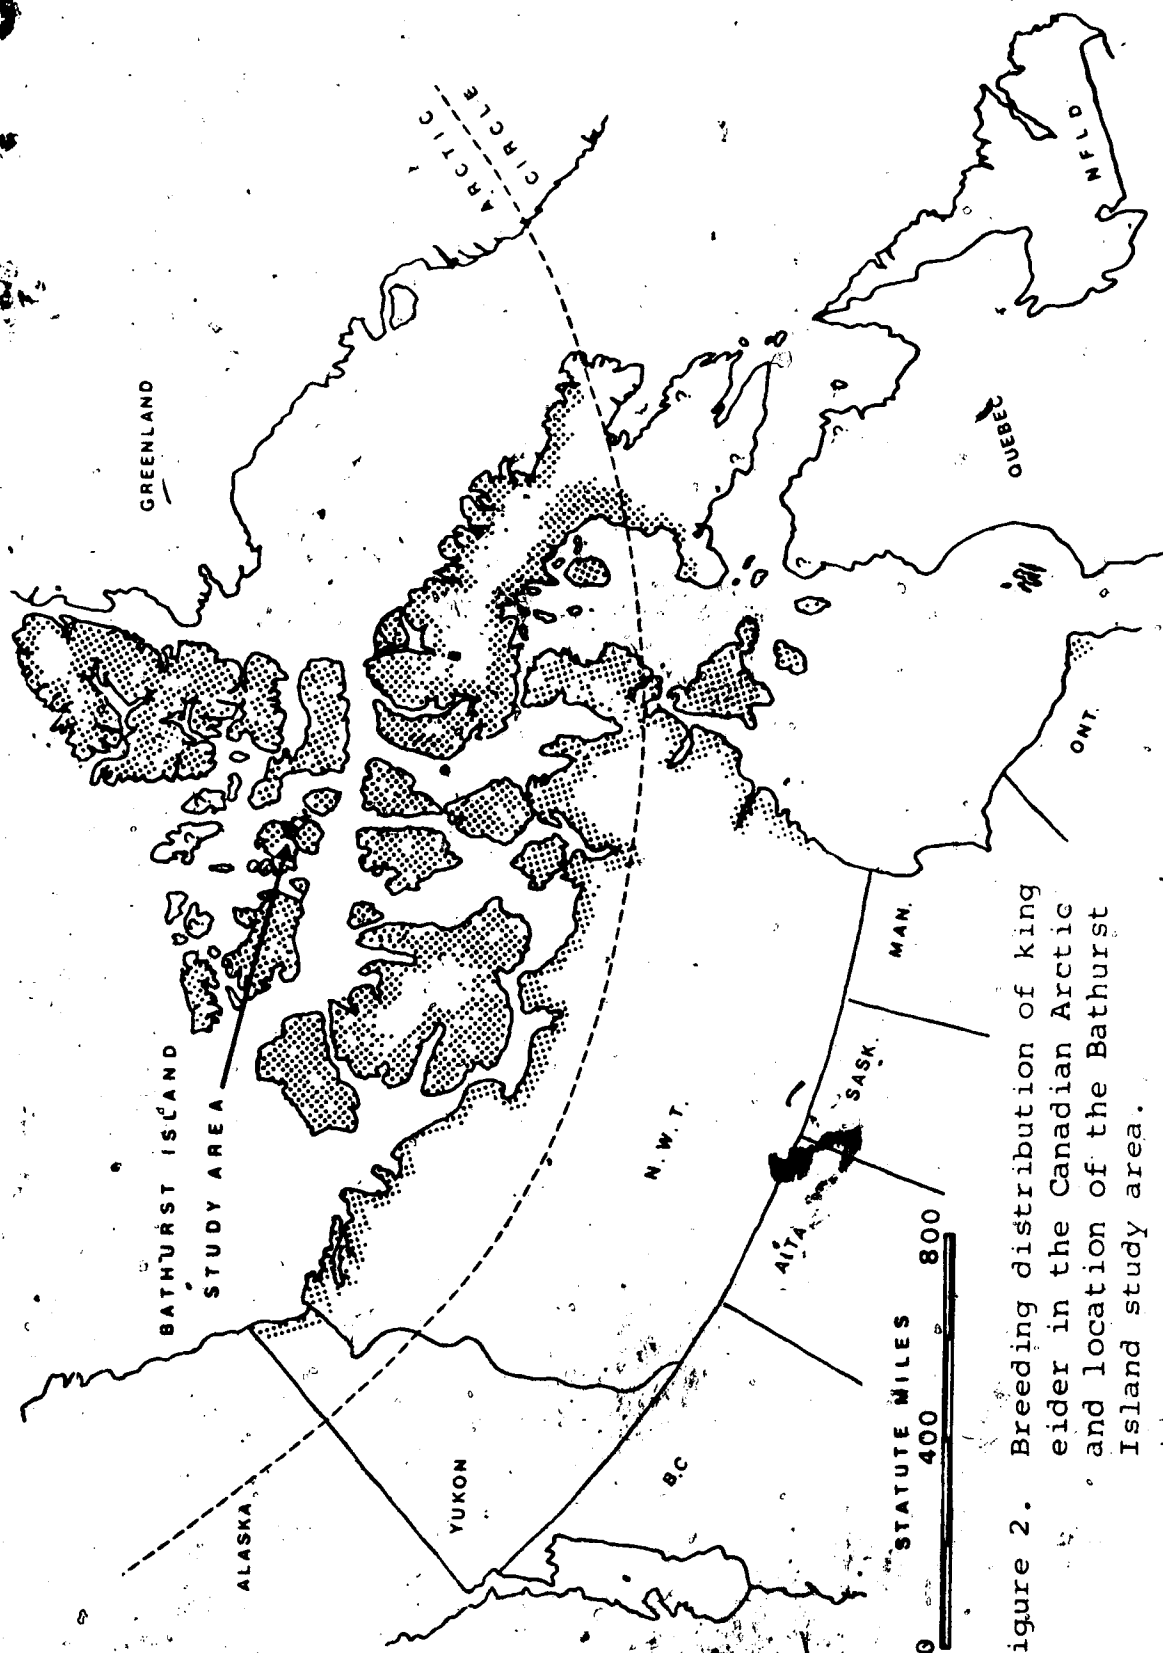 GREENLAND
ARCTIC
CIRCLE
BATHURST ISLAND
STUDY AREA
ALASKA
YUKON
N.W.T.
B.C
AlTA
SASK.
MAN.
ONT.
QUEBEC
NFLD
?
?
?
?
?
?
STATUTE MILES
0 400 800
igure 2. Breeding distribution of king
eider in the Canadian Arctic
and location of the Bathurst
Island study area.